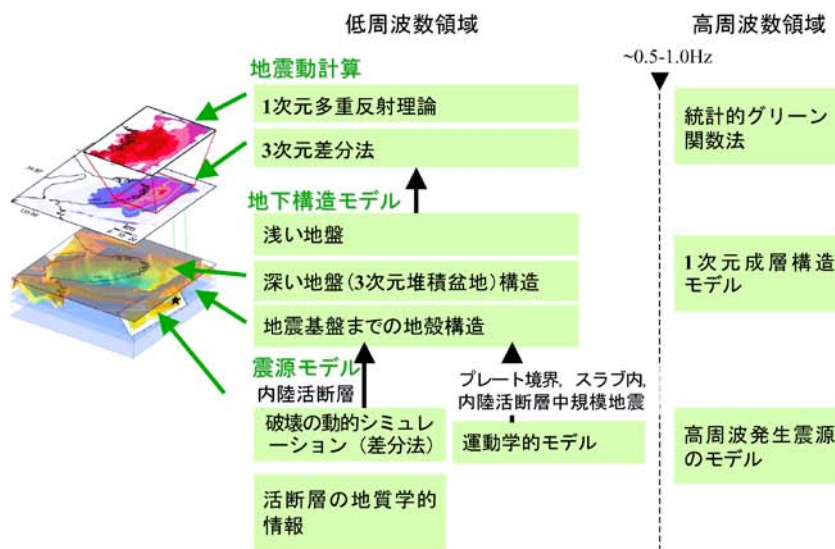 低周波数領域
高周波数領域
~0.5-1.0Hz
地震動計算
1次元多重反射理論
3次元差分法
統計的グリーン
関数法
地下構造モデル
浅い地盤
深い地盤(3次元堆積盆地)構造
地震基盤までの地殻構造
1次元成層構造
モデル
震源モデル
内陸活断層
プレート境界, スラブ内,
内陸活断層中規模地震
破壊の動的シミュレ
ーション（差分法）
運動学的モデル
高周波発生震源
のモデル
活断層の地質学的
情報
km